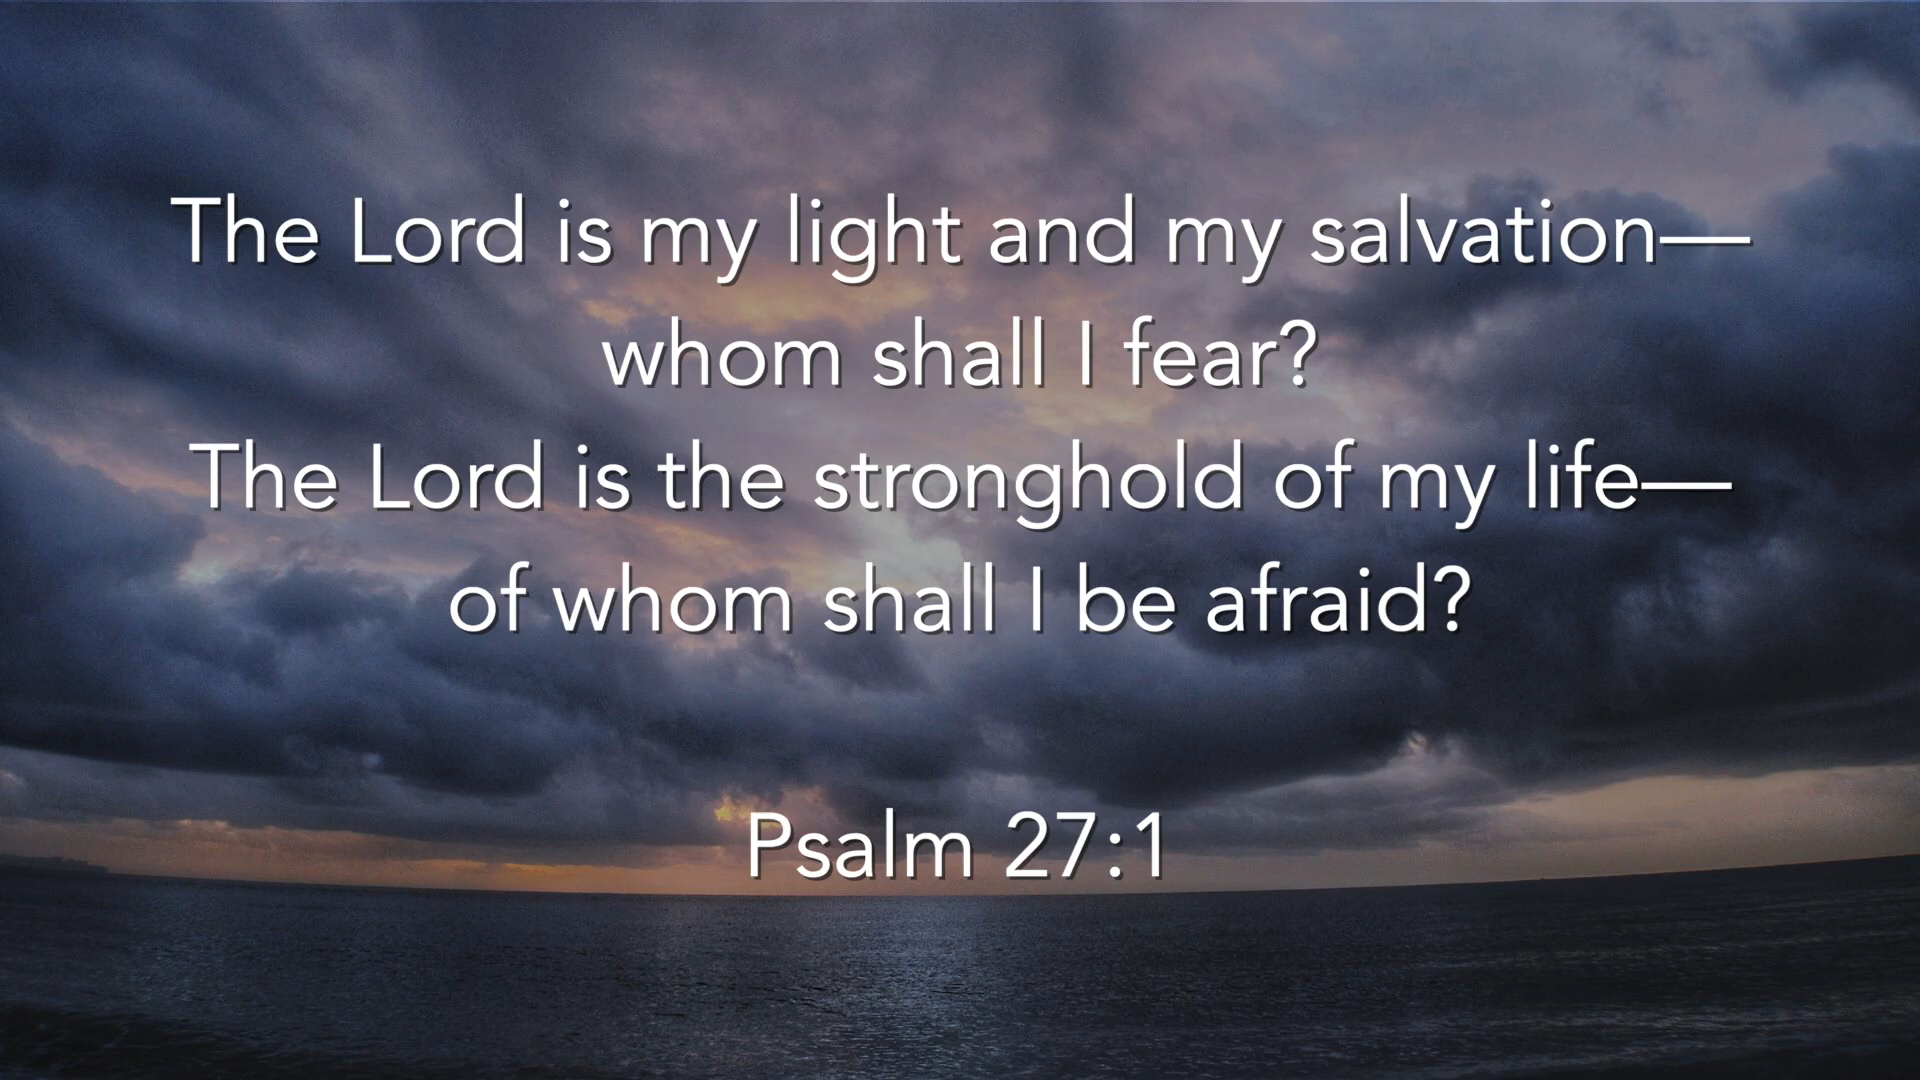 The Lord is my light and my salvation—
whom shall I fear?
The Lord is the stronghold of my life—
of whom shall I be afraid?
Psalm 27:1